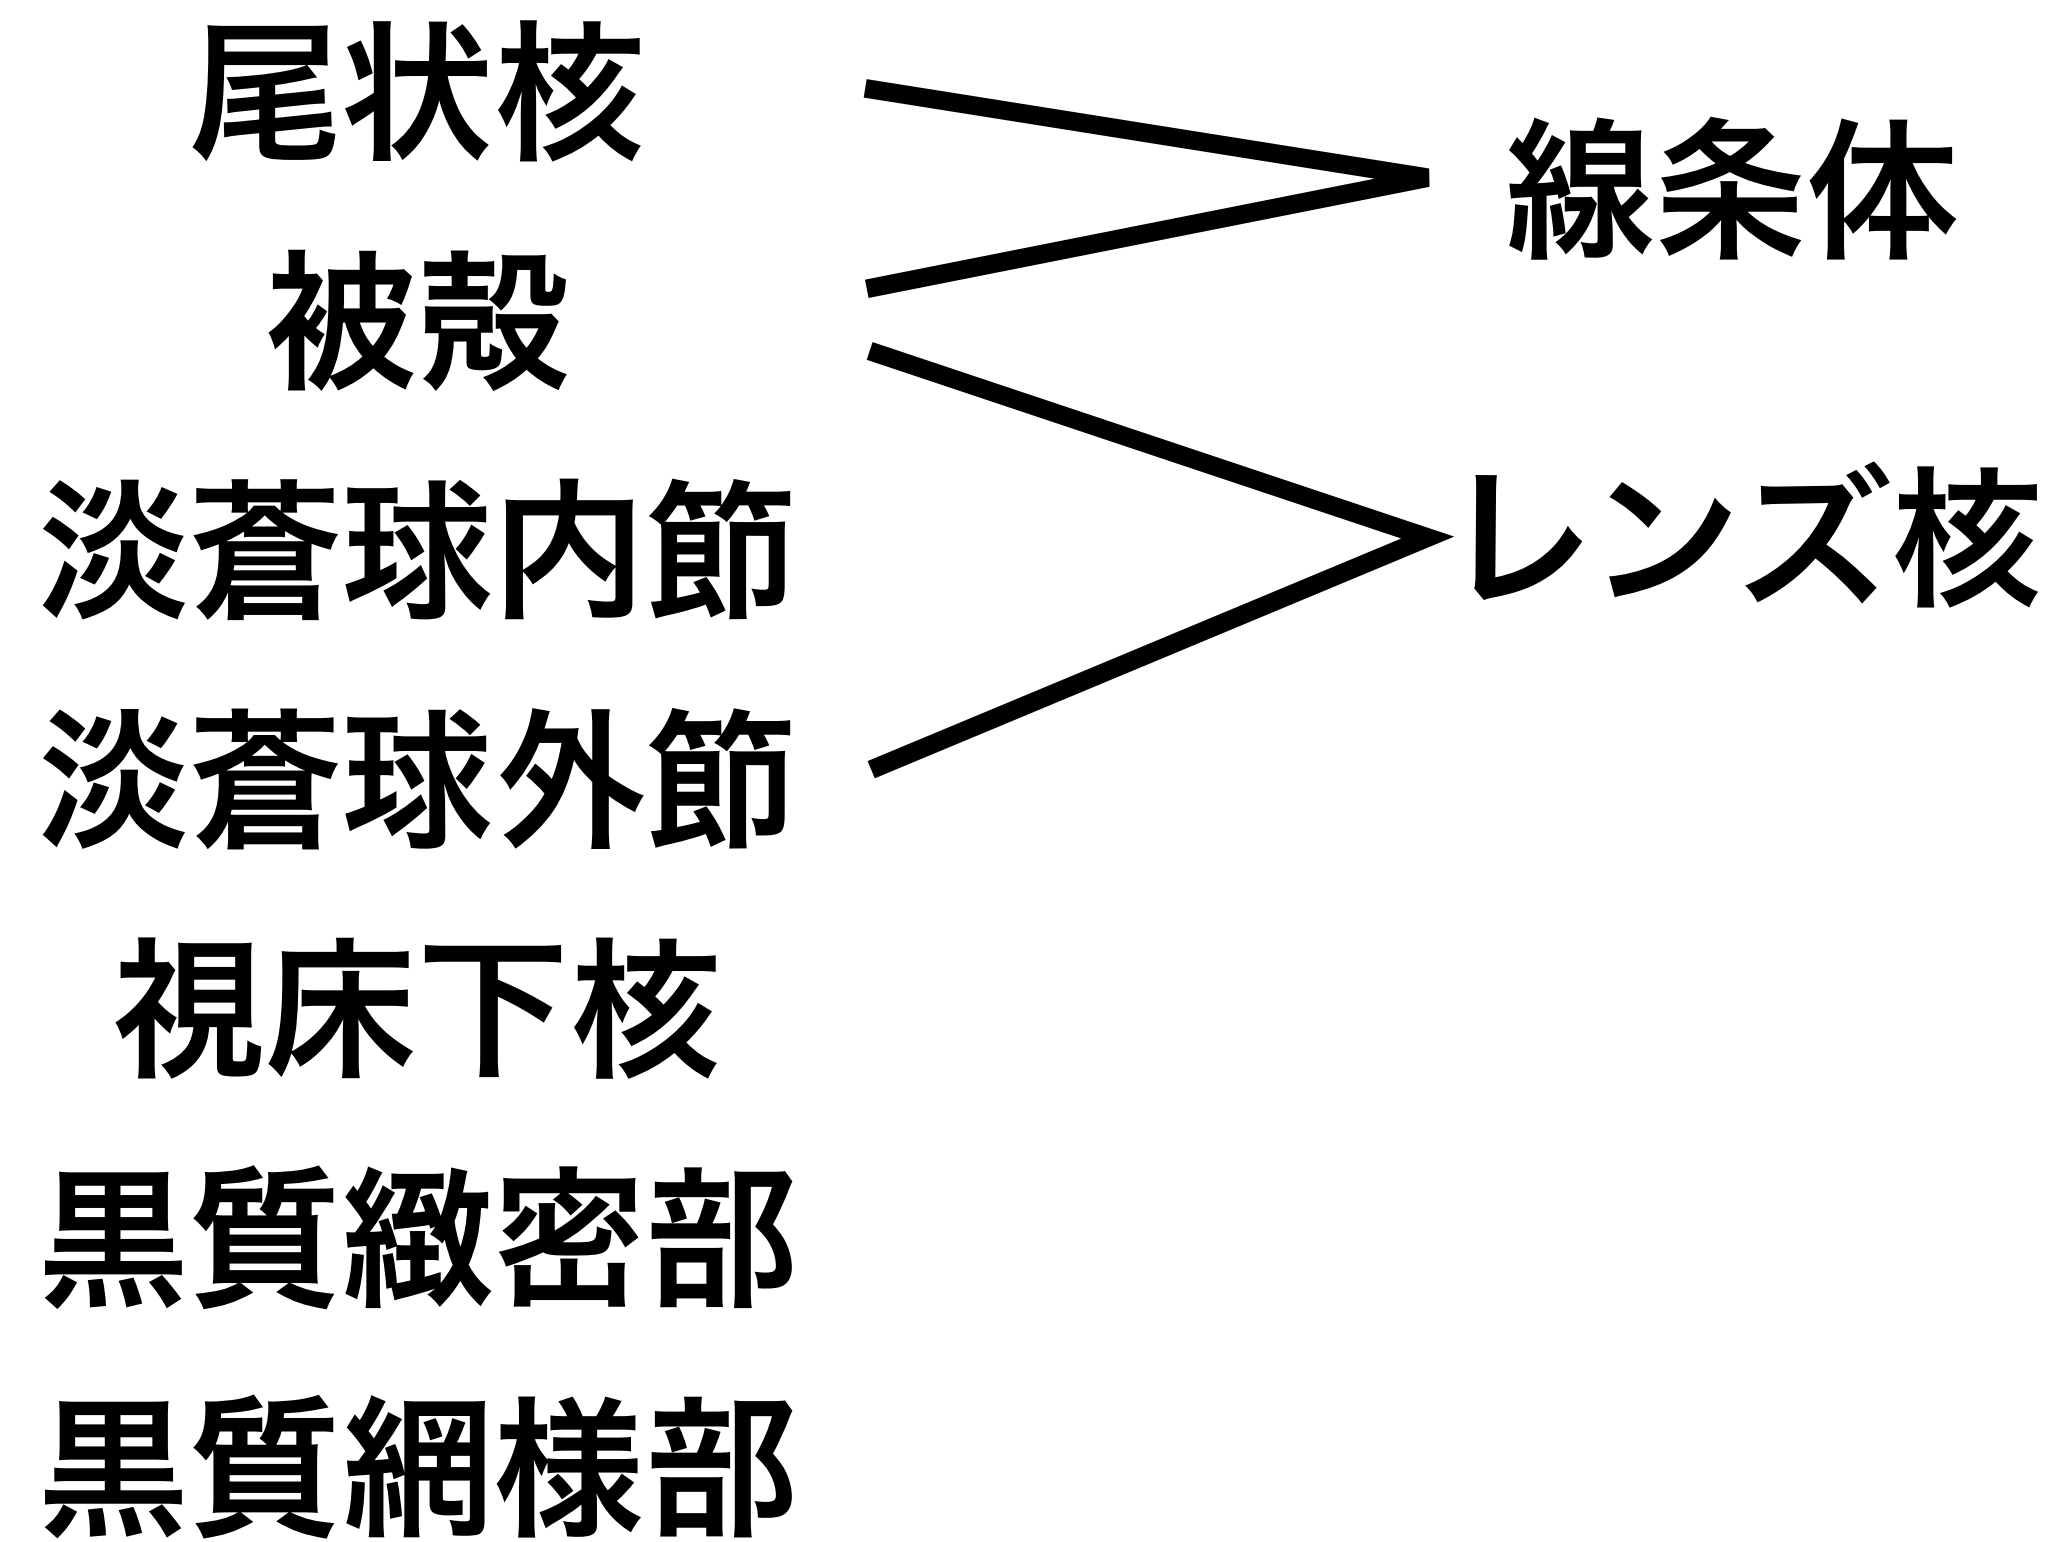 尾状核
線条体
被殻
淡蒼球内節
レンズ核
淡蒼球外節
視床下核
黒質緻密部
黒質網様部